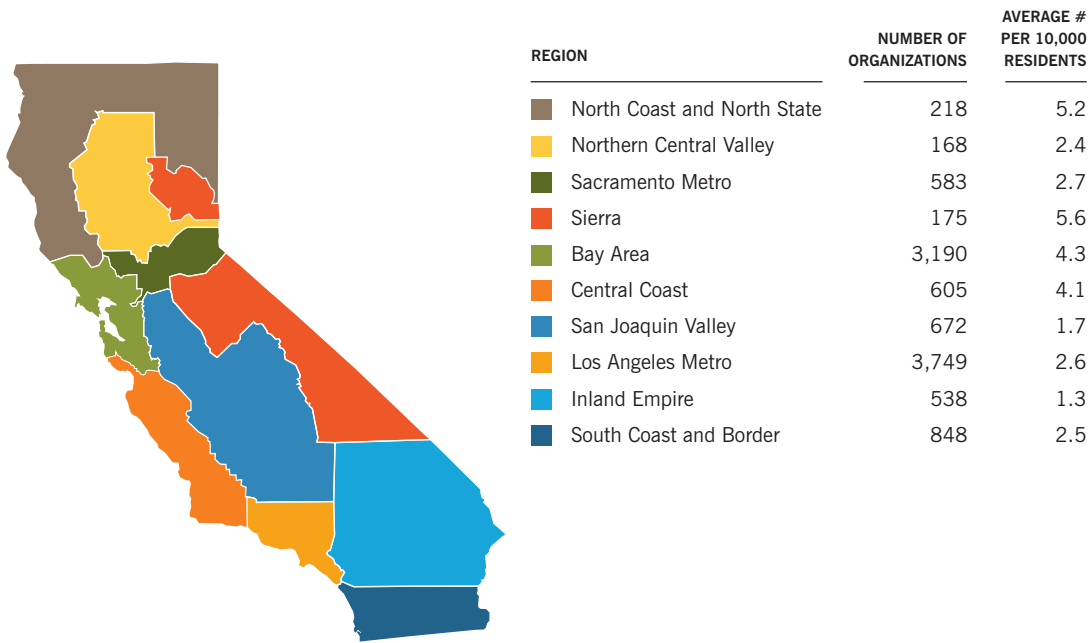 REGION
NUMBER OF
ORGANIZATIONS
AVERAGE #
PER 10,000
RESIDENTS
North Coast and North State 218 5.2
Northern Central Valley 168 2.4
Sacramento Metro 583 2.7
Sierra 175 5.6
Bay Area 3,190 4.3
Central Coast 605 4.1
San Joaquin Valley 672 1.7
Los Angeles Metro 3,749 2.6
Inland Empire 538 1.3
South Coast and Border 848 2.5